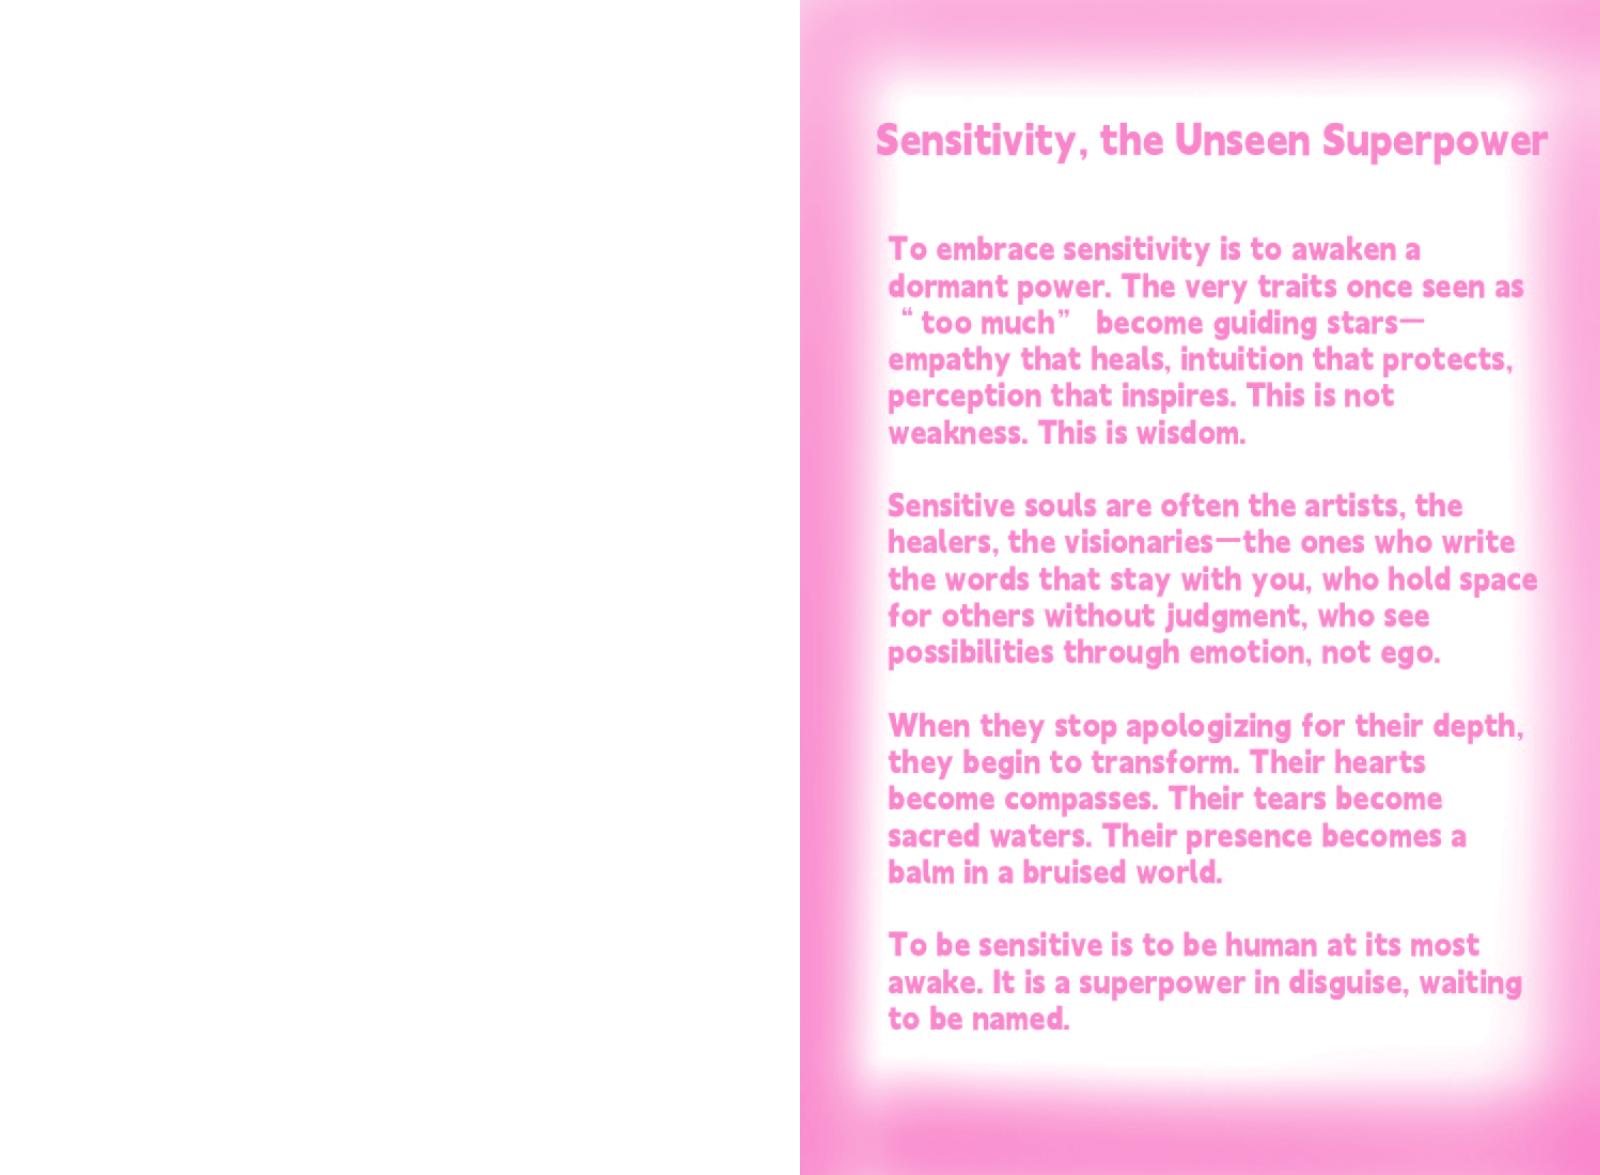 Sensitivity, the Unseen Superpower
To embrace sensitivity is to awaken a
dormant power. The very traits once seen as
“too much” become guiding stars—
empathy that heals, intuition that protects,
perception that inspires. This is not
weakness. This is wisdom.
Sensitive souls are often the artists, the
healers, the visionaries—the ones who write
the words that stay with you, who hold space
for others without judgment, who see
possibilities through emotion, not ego.
When they stop apologizing for their depth,
they begin to transform. Their hearts
become compasses. Their tears become
sacred waters. Their presence becomes a
balm in a bruised world.
To be sensitive is to be human at its most
awake. It is a superpower in disguise, waiting
to be named.